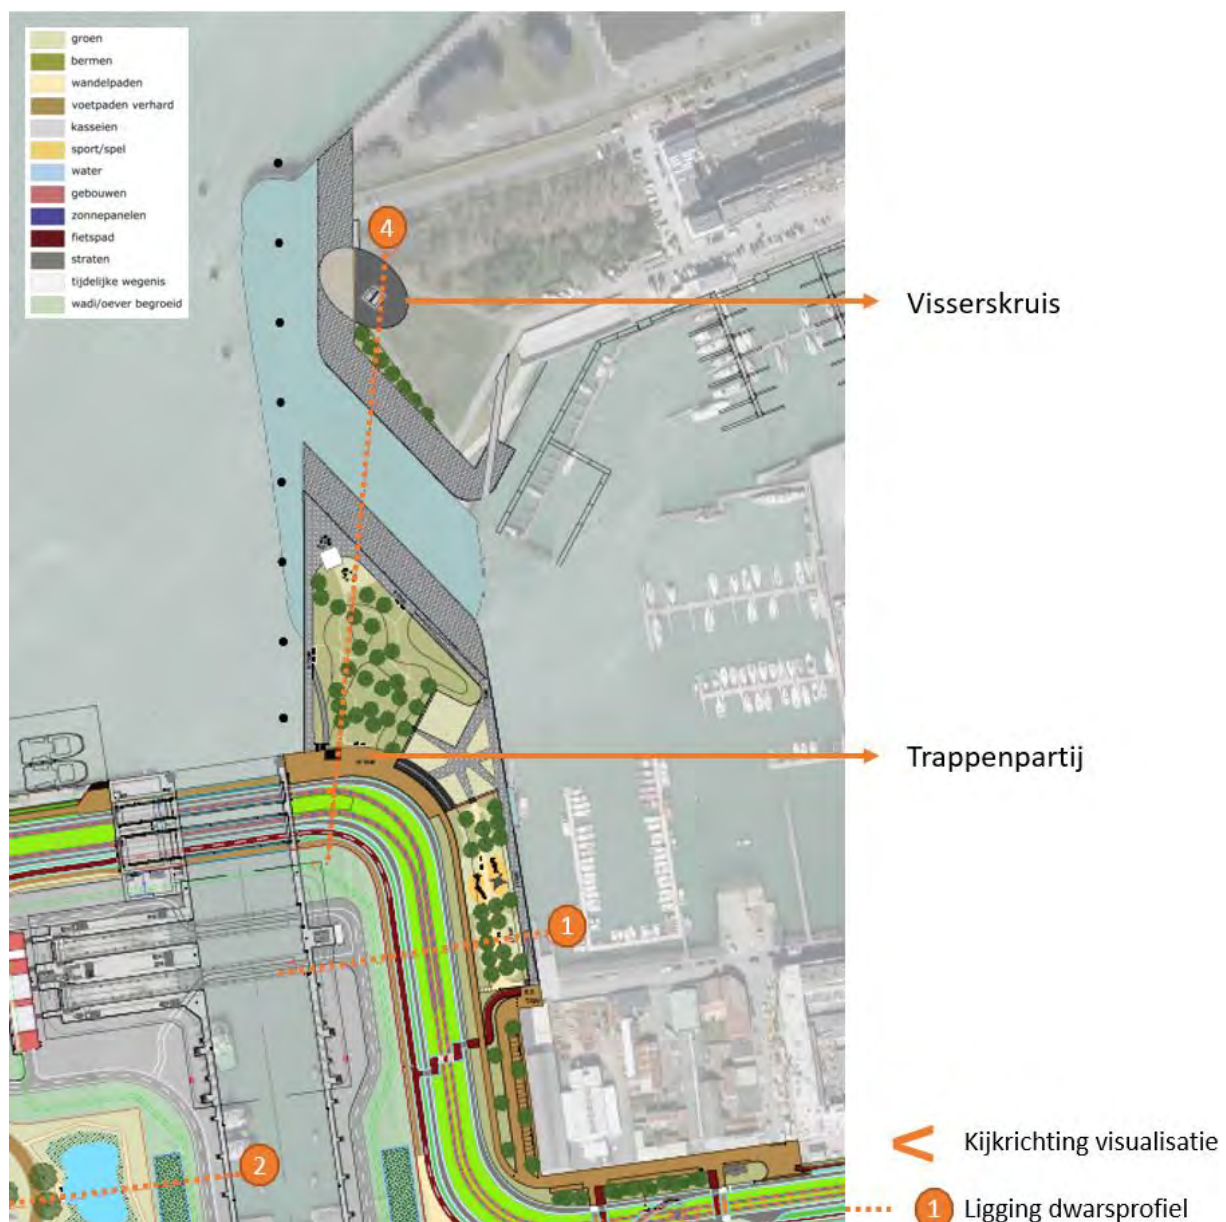 groen
bermen
wandelpaden
voetpaden verhard
kasseien
sport/spel
water
gebouwen
zonnepanelen
fietspad
straten
tijdelijke wegenis
wadi/oever begroeid
4
Visserskruis
Trappenpartij
1
2
Kijkrichting visualisatie
1 Ligging dwarsprofiel